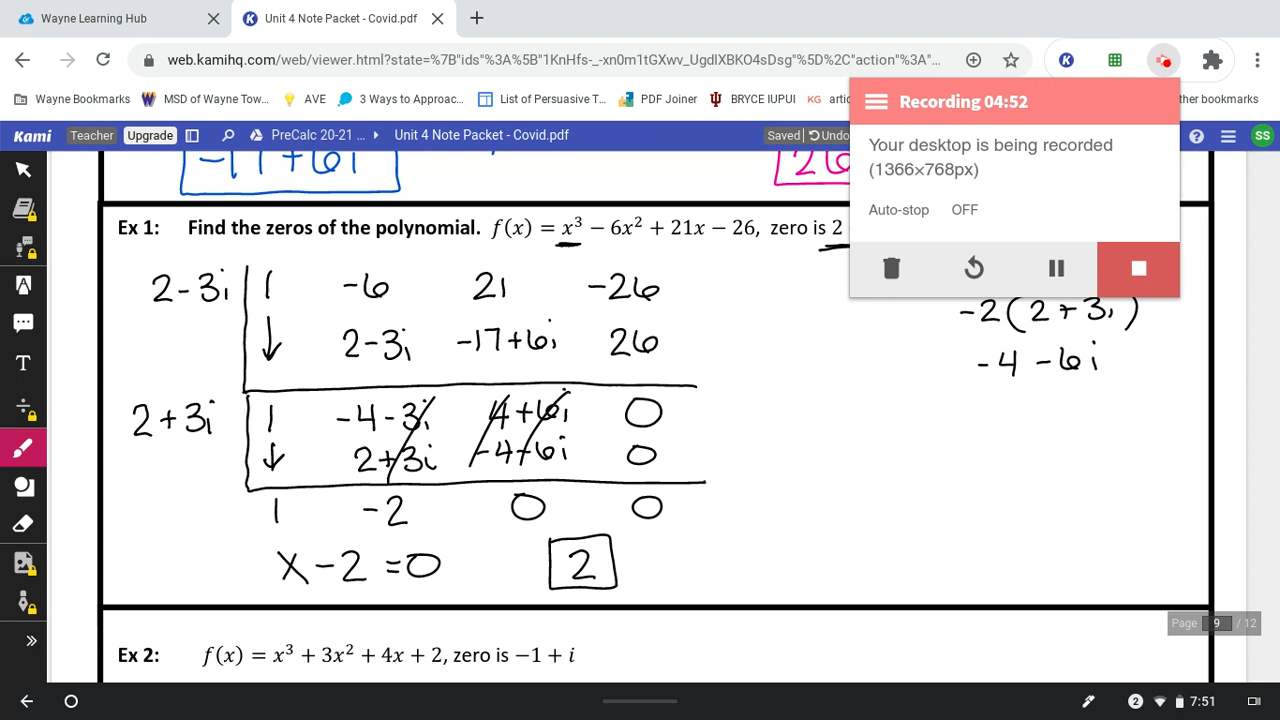 Wayne Learning Hub
Unit 4 Note Packet - Covid.pdf
web.kamihq.com/web/viewer.html?state=%7B"ids"%3A%5B"1KnHfs-_-xn0m1tGXwv_UgdIXBKO4sDsg"%5D%2C"action"%3A"...
Wayne Bookmarks
MSD of Wayne Tow...
AVE
3 Ways to Approac...
List of Persuasive T...
PDF Joiner
BRYCE IUPUI
KG
Recording 04:52
Your desktop is being recorded
(1366×768px)
Auto-stop OFF
Kami Teacher Upgrade PreCalc 20-21 ... Unit 4 Note Packet - Covid.pdf Saved Undo SS
-17+6i
Ex 1: Find the zeros of the polynomial. f(x) = x³ − 6x² + 21x − 26, zero is 2
2-3i | 1 -6 21 -26
↓ 2-3i -17+6i 26
2+3i | 1 -4-3i 4+6i 0
↓ 2+3i -4+6i 0
1 -2 0 0
x-2=0 2
-2(2+3i)
-4-6i
Ex 2: f(x) = x³ + 3x² + 4x + 2, zero is −1 + i
Page 9 / 12
2 7:51